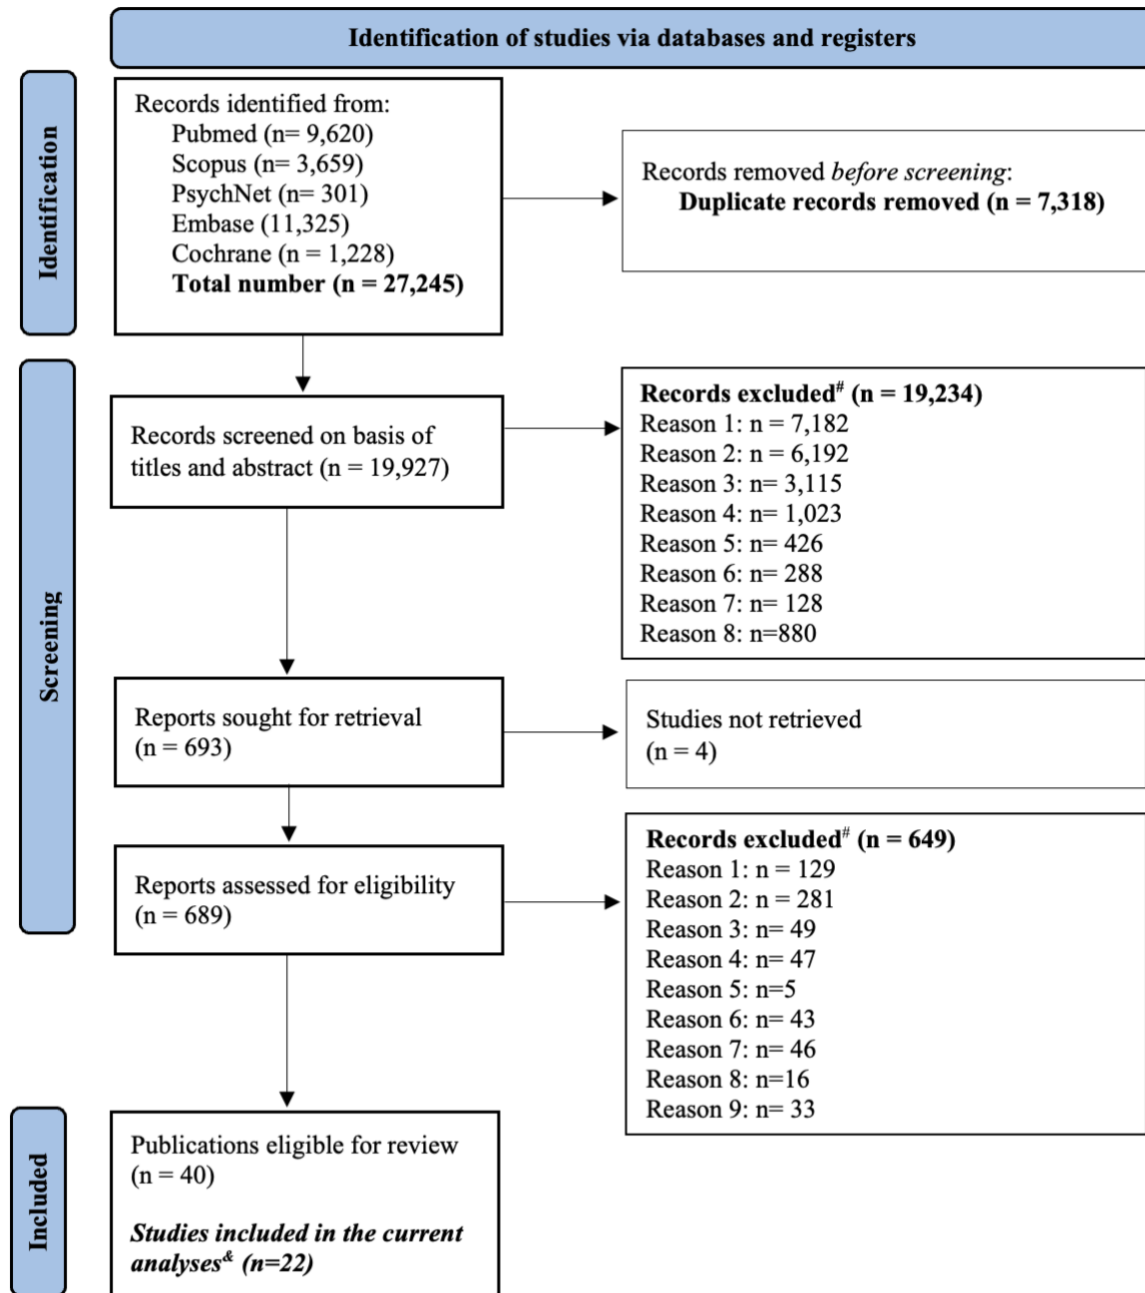 Identification of studies via databases and registers
Identification
Records identified from:
Pubmed (n= 9,620)
Scopus (n= 3,659)
PsychNet (n= 301)
Embase (11,325)
Cochrane (n = 1,228)
Total number (n = 27,245)
Records removed before screening:
Duplicate records removed (n = 7,318)
Screening
Records screened on basis of
titles and abstract (n = 19,927)
Records excluded# (n = 19,234)
Reason 1: n = 7,182
Reason 2: n = 6,192
Reason 3: n= 3,115
Reason 4: n= 1,023
Reason 5: n= 426
Reason 6: n= 288
Reason 7: n= 128
Reason 8: n=880
Reports sought for retrieval
(n = 693)
Studies not retrieved
(n = 4)
Reports assessed for eligibility
(n = 689)
Records excluded# (n = 649)
Reason 1: n = 129
Reason 2: n = 281
Reason 3: n= 49
Reason 4: n= 47
Reason 5: n=5
Reason 6: n= 43
Reason 7: n= 46
Reason 8: n=16
Reason 9: n= 33
Included
Publications eligible for review
(n = 40)
Studies included in the current
analyses& (n=22)